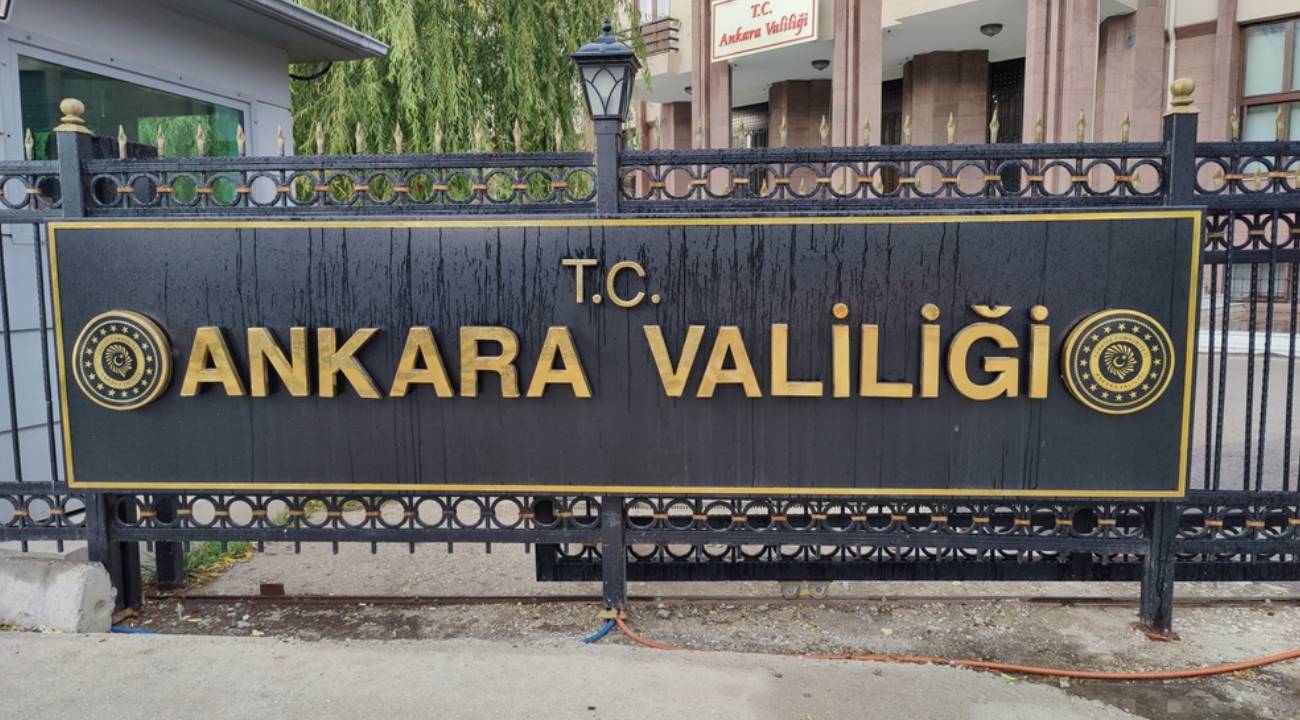 T.C.
Ankara Valiliği
T.C.
ANKARA VALİLİĞİ